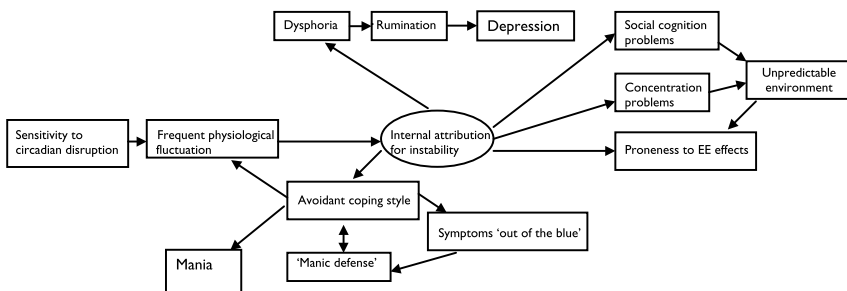 Dysphoria
Rumination
Depression
Social cognition
problems
Unpredictable
environment
Concentration
problems
Sensitivity to
circadian disruption
Frequent physiological
fluctuation
Internal attribution
for instability
Proneness to EE effects
Avoidant coping style
Symptoms ‘out of the blue’
Mania
‘Manic defense’